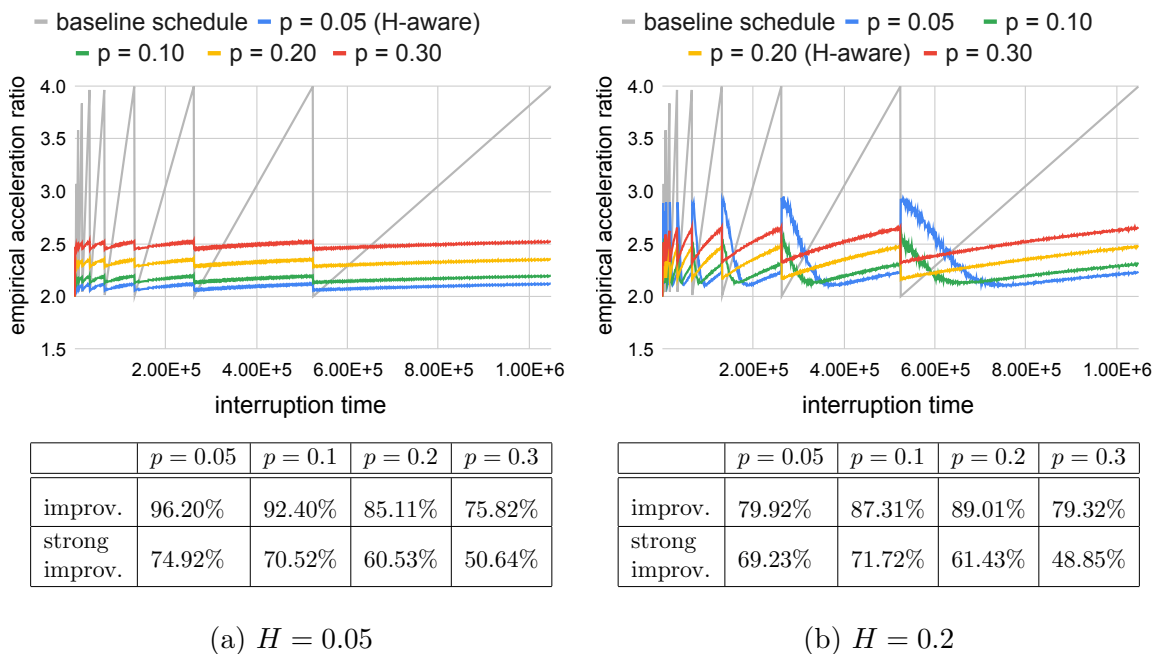 baseline schedule p = 0.05 (H-aware)
p = 0.10 p = 0.20 p = 0.30
empirical acceleration ratio
4.0
3.5
3.0
2.5
2.0
1.5
2.00E+5 4.00E+5 6.00E+5 8.00E+5 1.00E+6
interruption time
p = 0.05 p = 0.1 p = 0.2 p = 0.3
improv. 96.20% 92.40% 85.11% 75.82%
strong
improv. 74.92% 70.52% 60.53% 50.64%
(a) H = 0.05
baseline schedule p = 0.05 p = 0.10
p = 0.20 (H-aware) p = 0.30
empirical acceleration ratio
4.0
3.5
3.0
2.5
2.0
1.5
2.00E+5 4.00E+5 6.00E+5 8.00E+5 1.00E+6
interruption time
p = 0.05 p = 0.1 p = 0.2 p = 0.3
improv. 79.92% 87.31% 89.01% 79.32%
strong
improv. 69.23% 71.72% 61.43% 48.85%
(b) H = 0.2